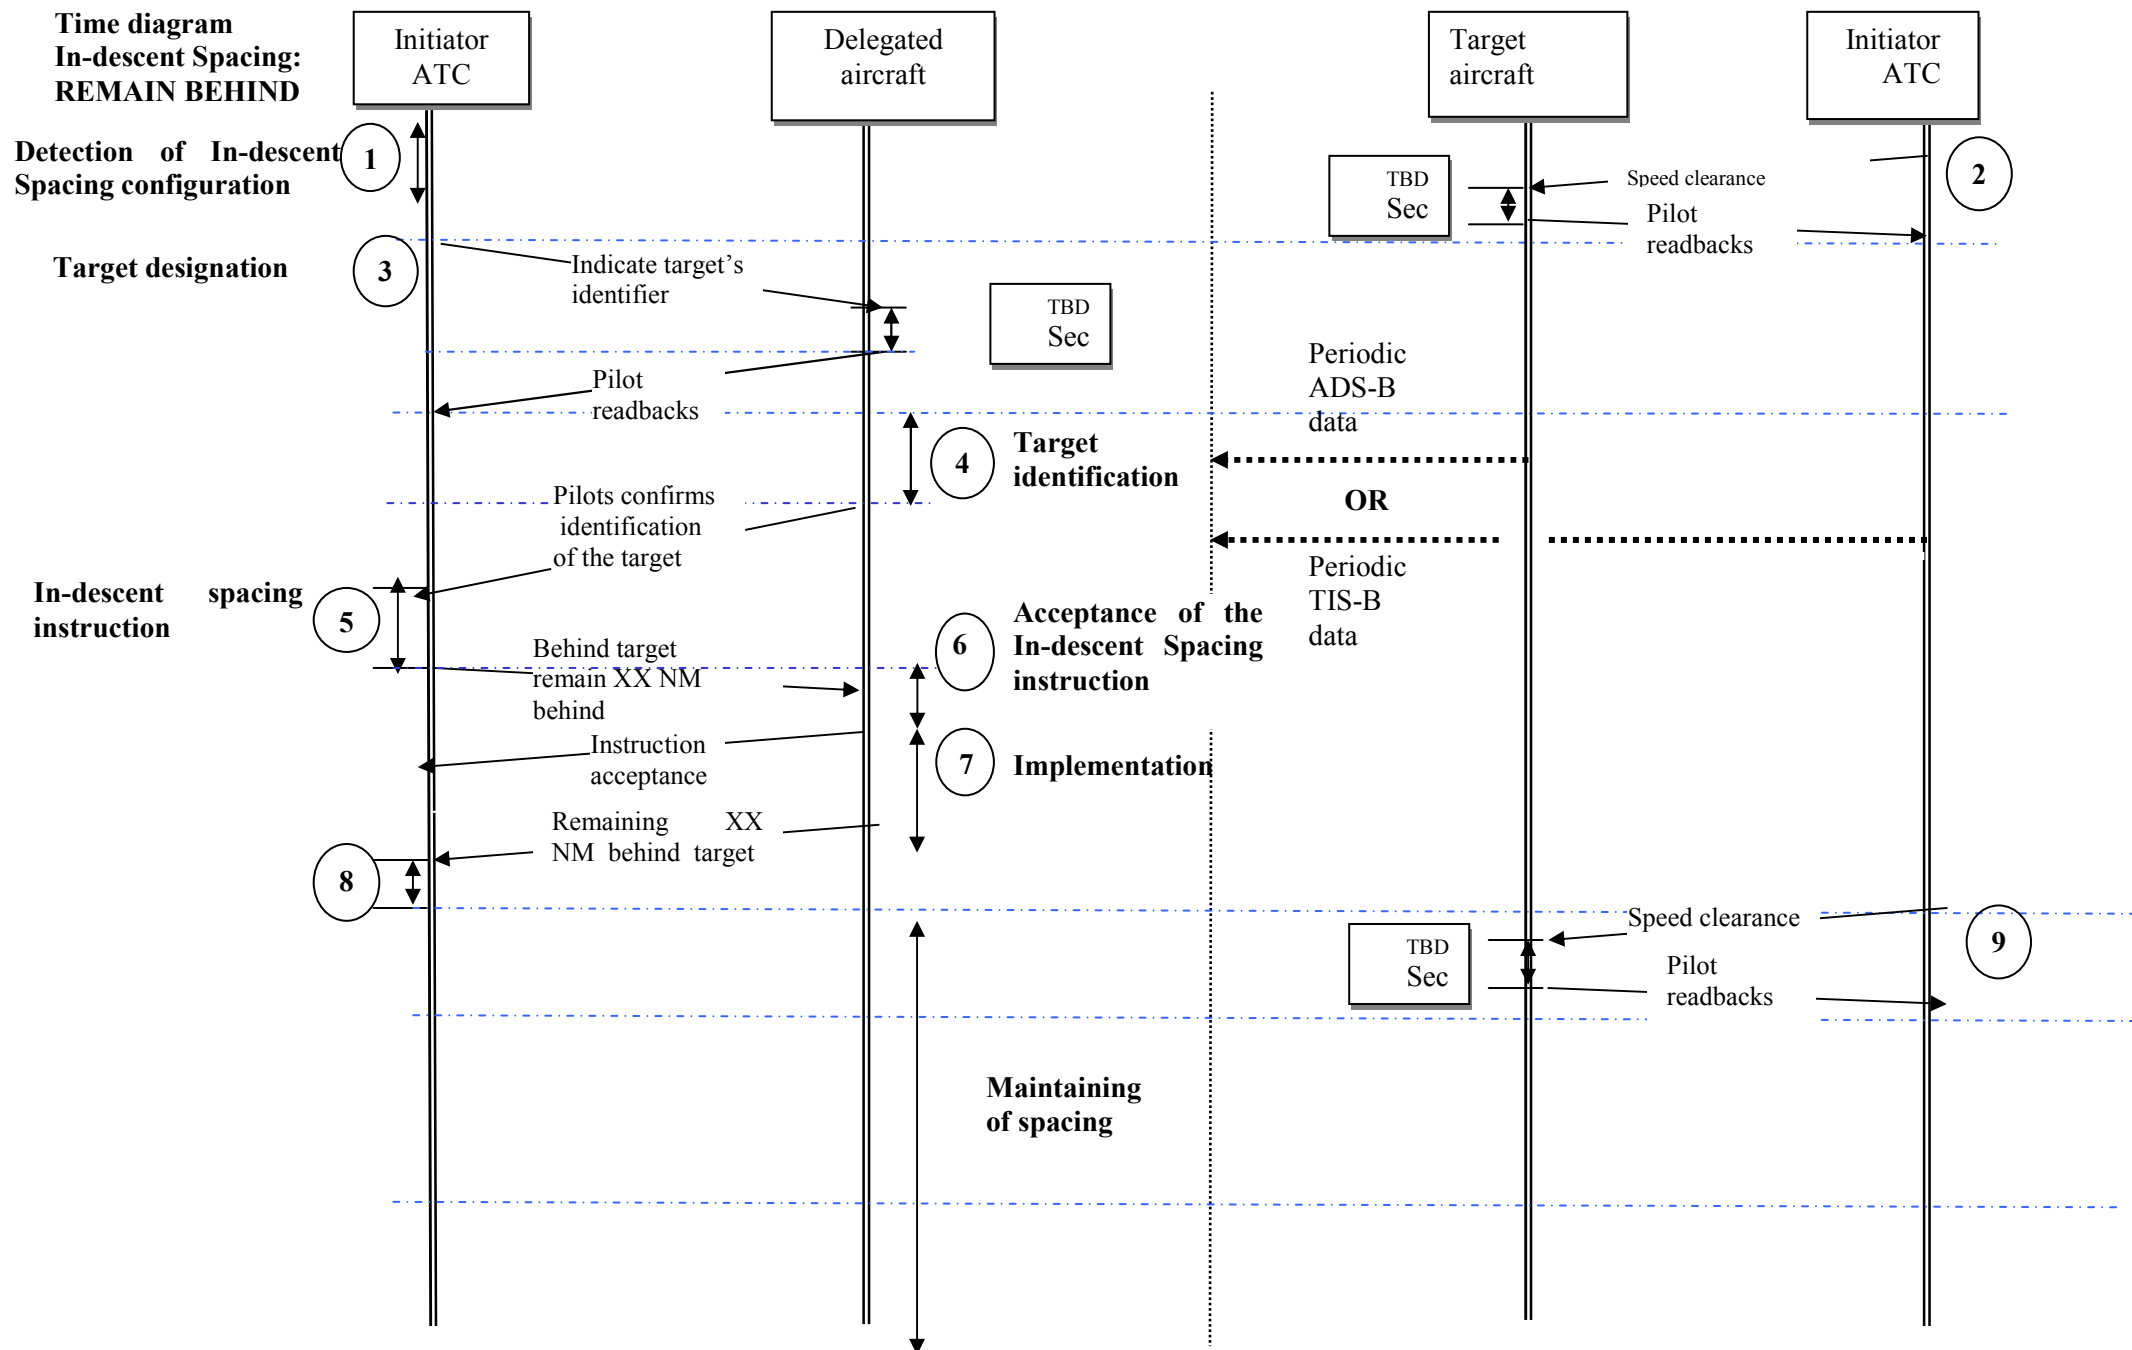 Time diagram
In-descent Spacing:
REMAIN BEHIND
Initiator
ATC
Delegated
aircraft
Target
aircraft
Initiator
ATC
Detection of In-descent
Spacing configuration
1
2
TBD
Sec
Speed clearance
Pilot
readbacks
Target designation
3
Indicate target’s
identifier
TBD
Sec
Pilot
readbacks
Periodic
ADS-B
data
4
Target
identification
OR
Pilots confirms
identification
of the target
Periodic
TIS-B
data
In-descent spacing
instruction
5
6
Acceptance of the
In-descent Spacing
instruction
Behind target
remain XX NM
behind
Instruction
acceptance
7
Implementation
Remaining XX
NM behind target
8
Speed clearance
9
TBD
Sec
Pilot
readbacks
Maintaining
of spacing